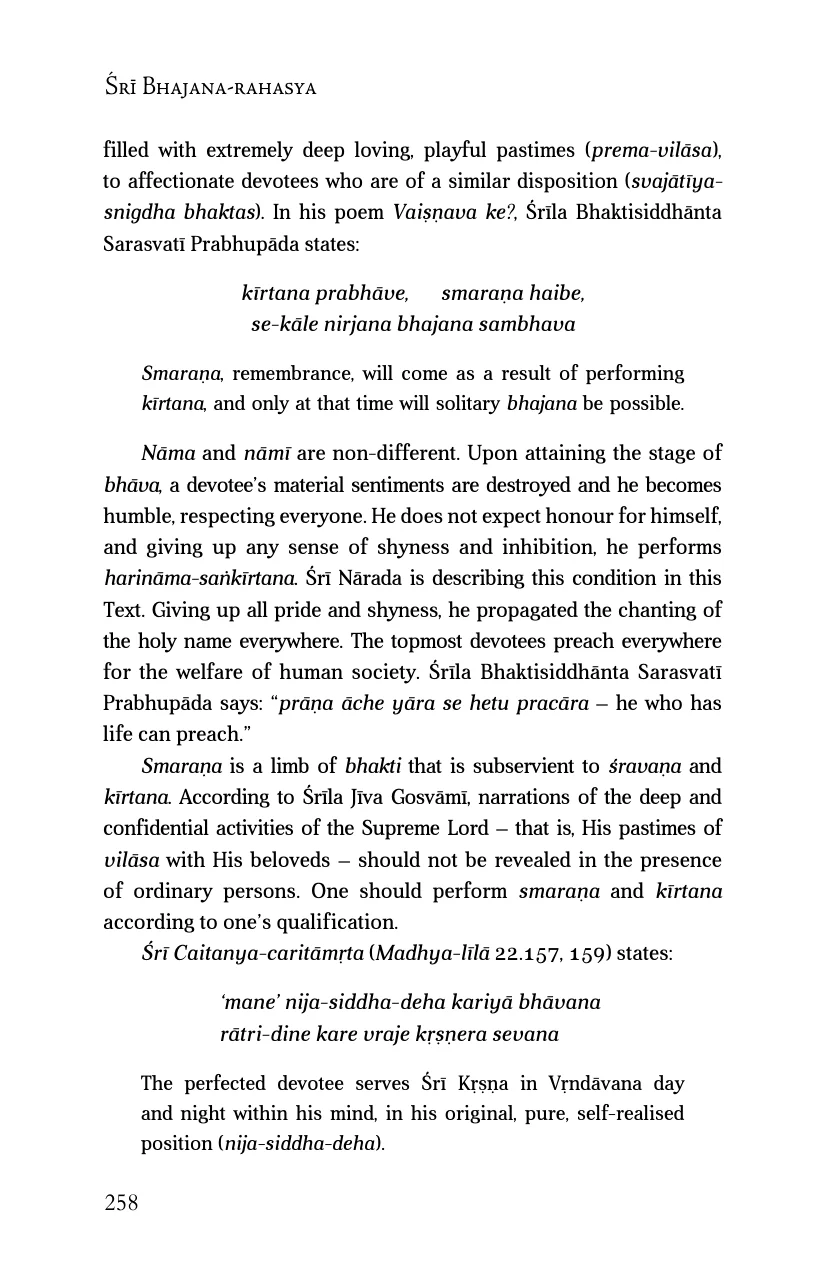 Śrī Bhajana-rahasya
filled with extremely deep loving, playful pastimes (prema-vilāsa),
to affectionate devotees who are of a similar disposition (svajātīya-
snigdha bhaktas). In his poem Vaiṣṇava ke?, Śrīla Bhaktisiddhānta
Sarasvatī Prabhupāda states:
kīrtana prabhāve, smaraṇa haibe,
se-kāle nirjana bhajana sambhava
Smaraṇa, remembrance, will come as a result of performing
kīrtana, and only at that time will solitary bhajana be possible.
Nāma and nāmī are non-different. Upon attaining the stage of
bhāva, a devotee’s material sentiments are destroyed and he becomes
humble, respecting everyone. He does not expect honour for himself,
and giving up any sense of shyness and inhibition, he performs
harināma-saṅkīrtana. Śrī Nārada is describing this condition in this
Text. Giving up all pride and shyness, he propagated the chanting of
the holy name everywhere. The topmost devotees preach everywhere
for the welfare of human society. Śrīla Bhaktisiddhānta Sarasvatī
Prabhupāda says: “prāṇa āche yāra se hetu pracāra – he who has
life can preach.”
Smaraṇa is a limb of bhakti that is subservient to śravaṇa and
kīrtana. According to Śrīla Jīva Gosvāmī, narrations of the deep and
confidential activities of the Supreme Lord – that is, His pastimes of
vilāsa with His beloveds – should not be revealed in the presence
of ordinary persons. One should perform smaraṇa and kīrtana
according to one’s qualification.
Śrī Caitanya-caritāmṛta (Madhya-līlā 22.157, 159) states:
‘mane’ nija-siddha-deha kariyā bhāvana
rātri-dine kare vraje kṛṣṇera sevana
The perfected devotee serves Śrī Kṛṣṇa in Vṛndāvana day
and night within his mind, in his original, pure, self-realised
position (nija-siddha-deha).
258